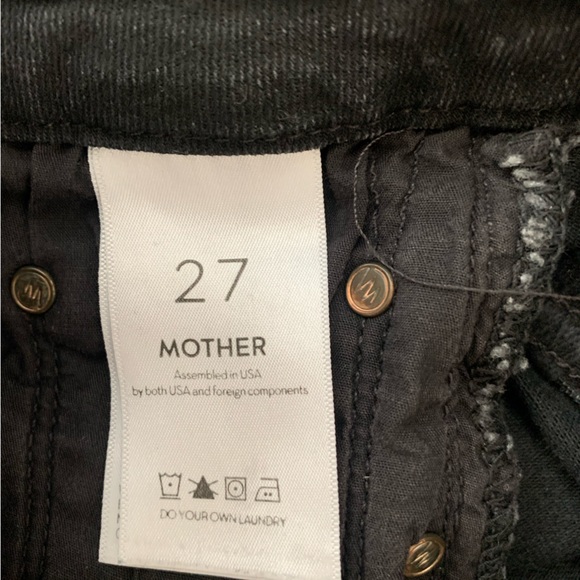 27
MOTHER
Assembled in USA
by both USA and foreign components
DO YOUR OWN LAUNDRY